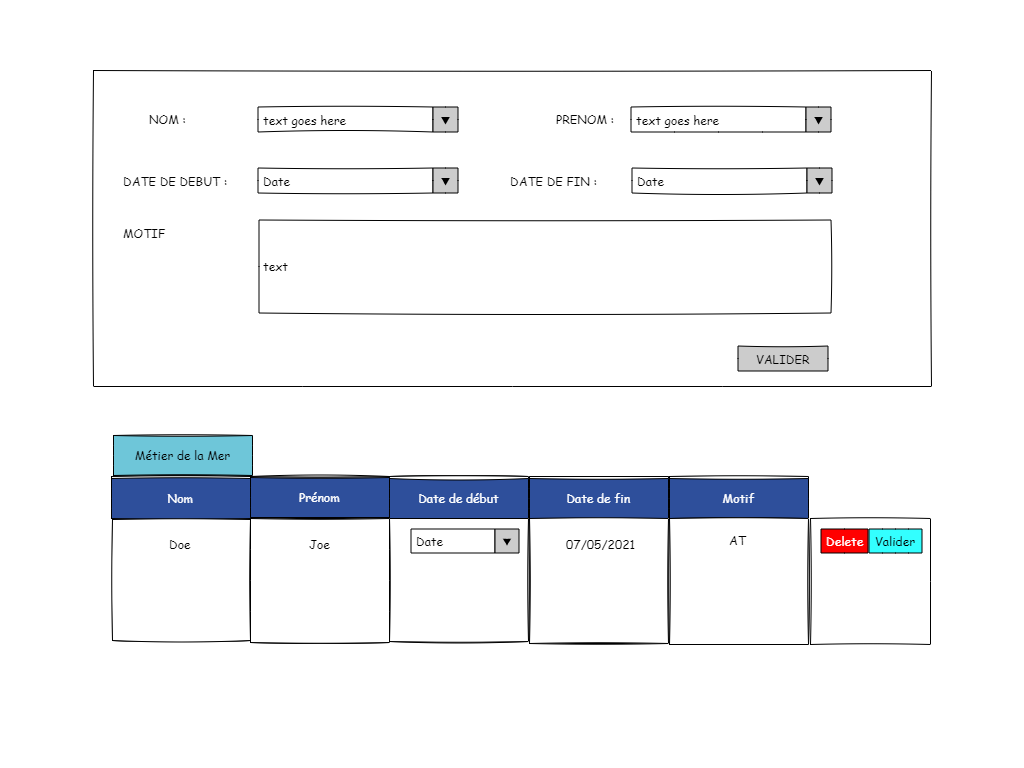 NOM :
text goes here
PRENOM :
text goes here
DATE DE DEBUT :
Date
DATE DE FIN :
Date
MOTIF
text
VALIDER
Métier de la Mer
Nom
Prénom
Date de début
Date de fin
Motif
Doe
Joe
Date
07/05/2021
AT
Delete
Valider